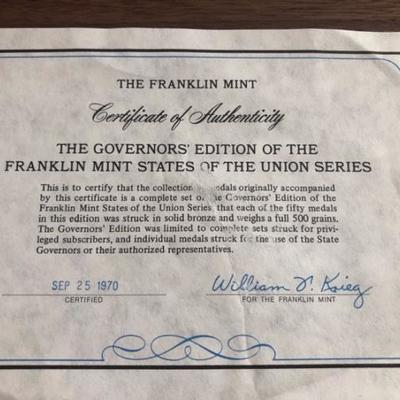 THE FRANKLIN MINT
Certificate of Authenticity
THE GOVERNORS' EDITION OF THE
FRANKLIN MINT STATES OF THE UNION SERIES
This is to certify that the collection medals originally accompanied
by this certificate is a complete set of the Governors' Edition of the
Franklin Mint States of the Union Series, that each of the fifty medals
in this edition was struck in solid bronze and weighs a full 500 grains.
The Governors' Edition was limited to complete sets struck for privi-
leged subscribers, and individual medals struck for the use of the State
Governors or their authorized representatives.
SEP 25 1970
CERTIFIED
William T. Krieg
FOR THE FRANKLIN MINT